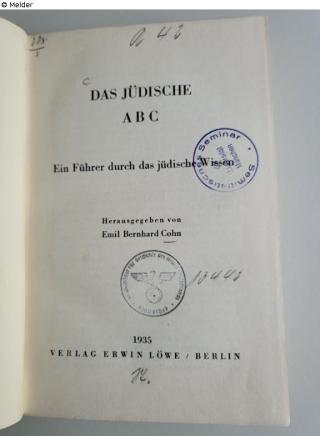 © Melder
DAS JÜDISCHE
ABC
Ein Führer durch das jüdische Wissen
Semitistisches Seminar
Herausgegeben von
Emil Bernhard Cohn
1935
VERLAG ERWIN LÖWE / BERLIN